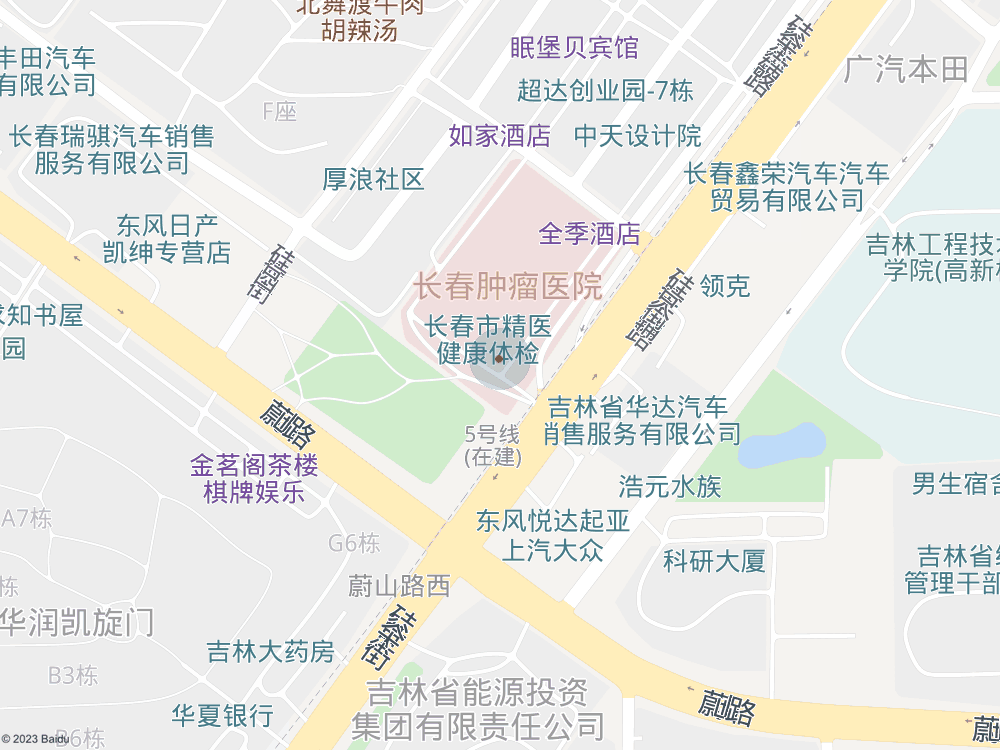 北舞渡牛肉
胡辣汤
丰田汽车
有限公司
眠堡贝宾馆
广汽本田
超达创业园-7栋
F座
长春瑞骐汽车销售
服务有限公司
如家酒店
中天设计院
厚浪社区
长春鑫荣汽车汽车
贸易有限公司
东风日产
凯绅专营店
全季酒店
吉林工程技术
学院(高新校
长春肿瘤医院
领克
求知书屋
长春市精医
健康体检
园
吉林省华达汽车
销售服务有限公司
蔚山路
5号线
(在建)
金茗阁茶楼
棋牌娱乐
浩元水族
男生宿舍
A7栋
东风悦达起亚
上汽大众
G6栋
科研大厦
吉林省经
管理干部
蔚山路西
栋
华润凯旋门
吉林大药房
B3栋
吉林省能源投资
集团有限责任公司
蔚山路
华夏银行
B6栋
© 2023 Baidu